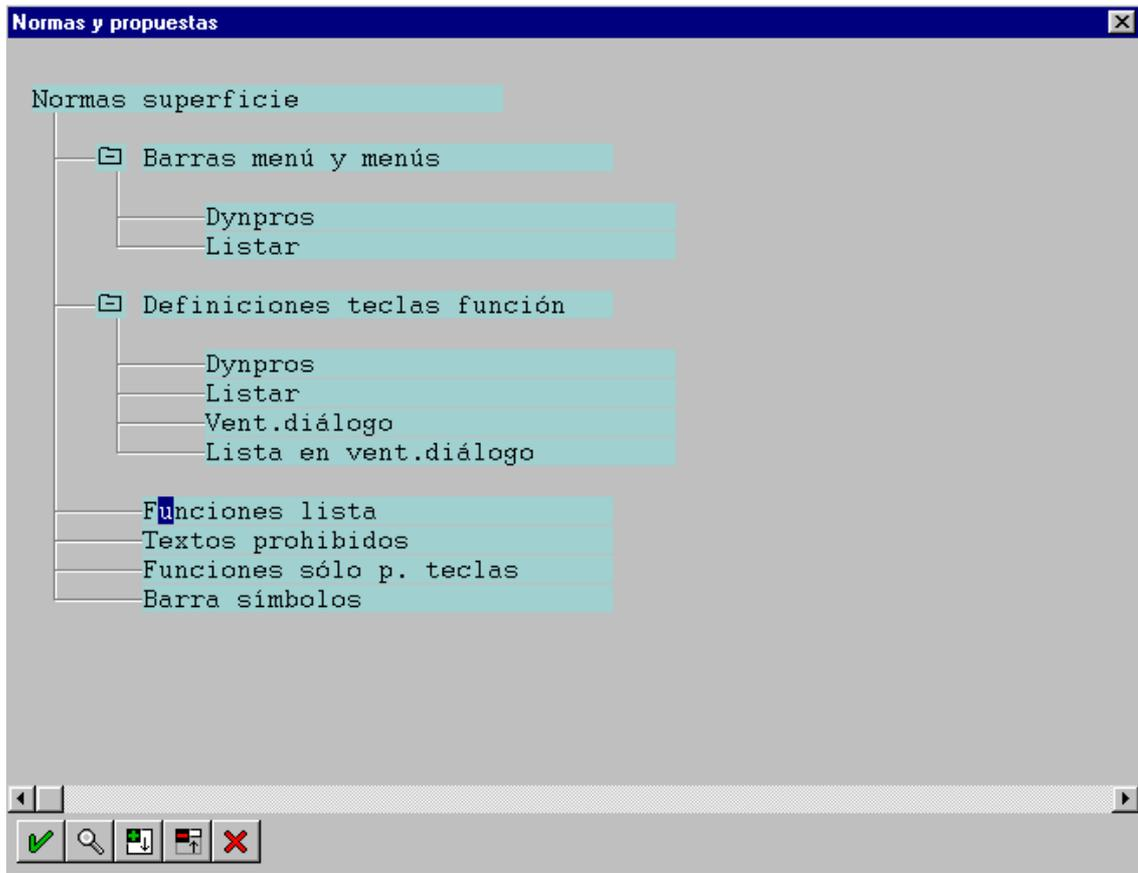 Normas y propuestas
Normas superficie
Barras menú y menús
Dynpros
Listar
Definiciones teclas función
Dynpros
Listar
Vent.diálogo
Lista en vent.diálogo
Funciones lista
Textos prohibidos
Funciones sólo p. teclas
Barra símbolos